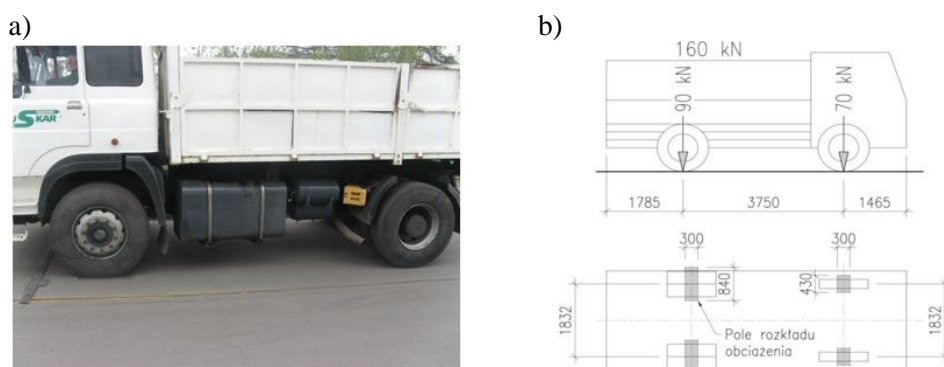 a)
b)
SKAR
160 kN
90 kN
70 kN
1785
3750
1465
300
300
840
430
1832
1832
Pole rozkładu
obciążenia